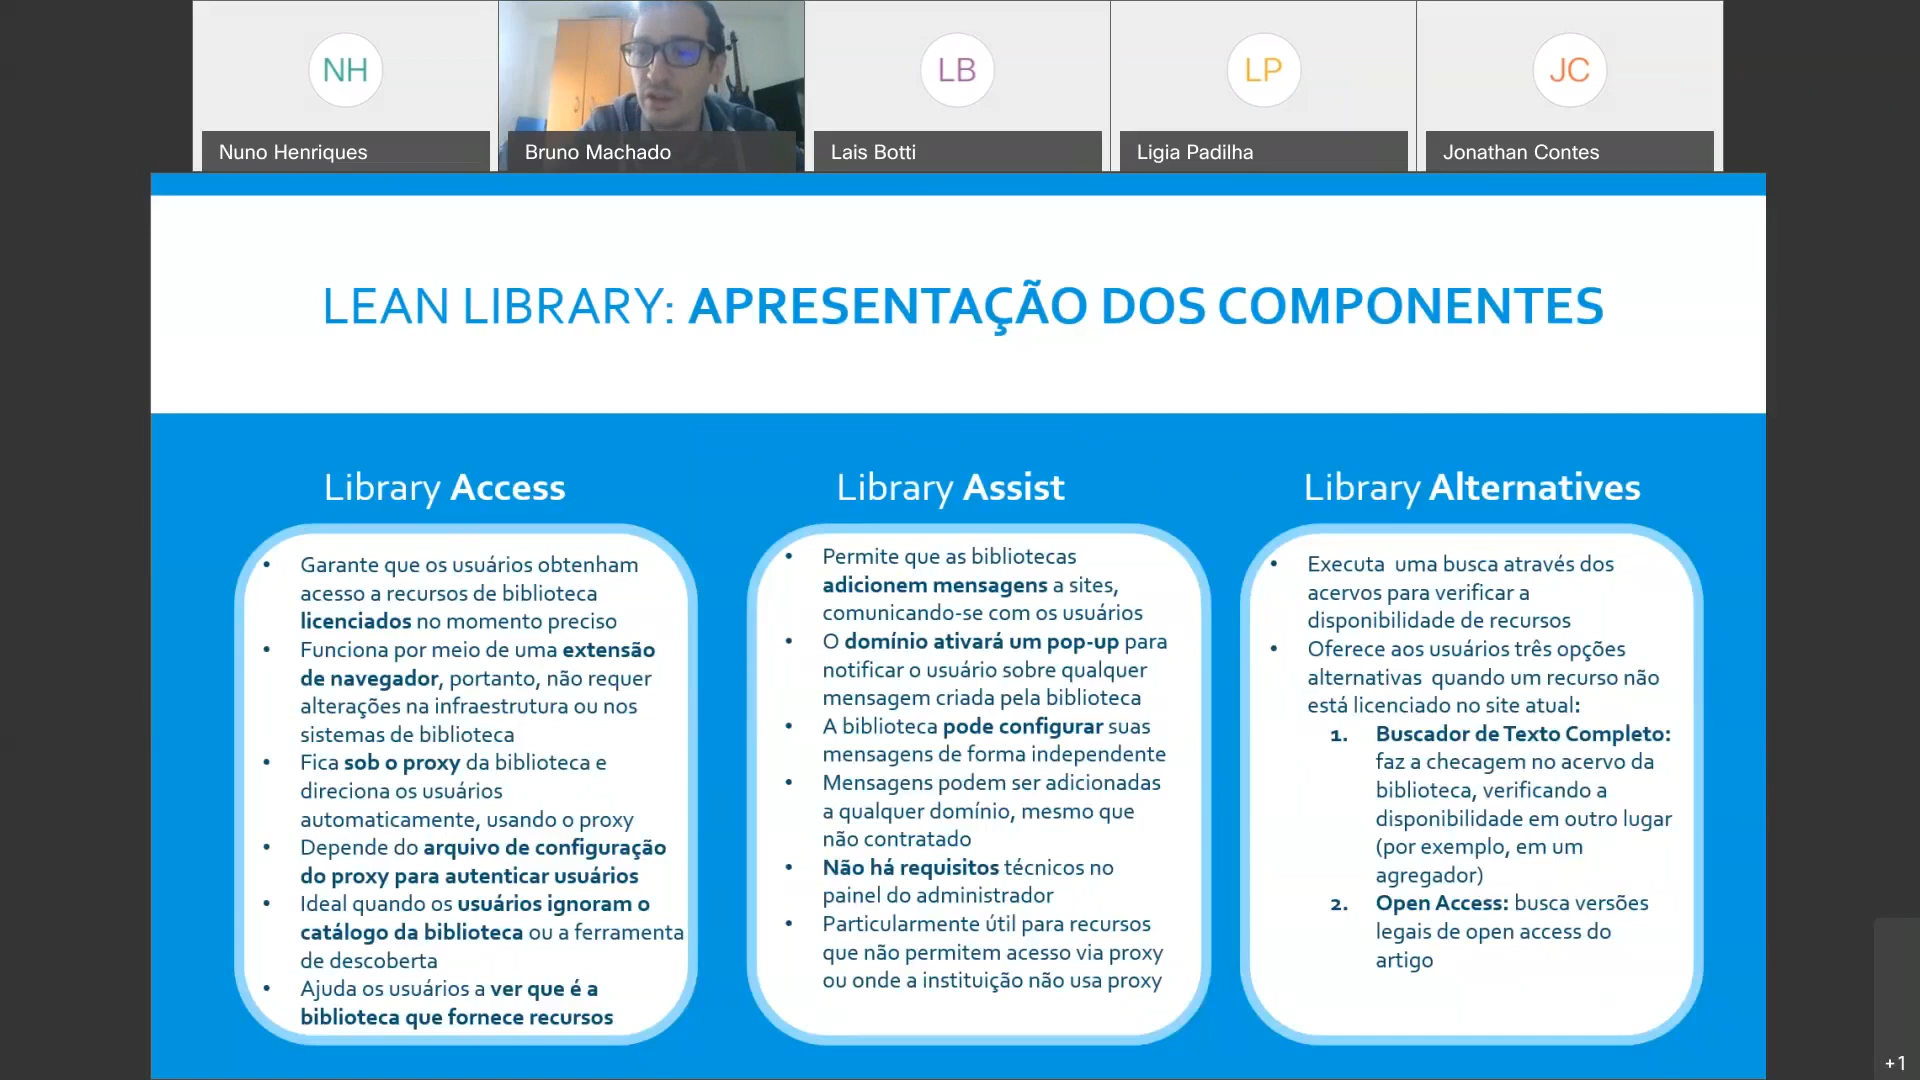 NH
LB
LP
JC
Nuno Henriques
Bruno Machado
Lais Botti
Ligia Padilha
Jonathan Contes
LEAN LIBRARY: APRESENTAÇÃO DOS COMPONENTES
Library Access
• Garante que os usuários obtenham
acesso a recursos de biblioteca
licenciados no momento preciso
• Funciona por meio de uma extensão
de navegador, portanto, não requer
alterações na infraestrutura ou nos
sistemas de biblioteca
• Fica sob o proxy da biblioteca e
direciona os usuários
automaticamente, usando o proxy
• Depende do arquivo de configuração
do proxy para autenticar usuários
• Ideal quando os usuários ignoram o
catálogo da biblioteca ou a ferramenta
de descoberta
• Ajuda os usuários a ver que é a
biblioteca que fornece recursos
Library Assist
• Permite que as bibliotecas
adicionem mensagens a sites,
comunicando-se com os usuários
• O domínio ativará um pop-up para
notificar o usuário sobre qualquer
mensagem criada pela biblioteca
• A biblioteca pode configurar suas
mensagens de forma independente
• Mensagens podem ser adicionadas
a qualquer domínio, mesmo que
não contratado
• Não há requisitos técnicos no
painel do administrador
• Particularmente útil para recursos
que não permitem acesso via proxy
ou onde a instituição não usa proxy
Library Alternatives
• Executa uma busca através dos
acervos para verificar a
disponibilidade de recursos
• Oferece aos usuários três opções
alternativas quando um recurso não
está licenciado no site atual:
1. Buscador de Texto Completo:
faz a checagem no acervo da
biblioteca, verificando a
disponibilidade em outro lugar
(por exemplo, em um
agregador)
2. Open Access: busca versões
legais de open access do
artigo
+1